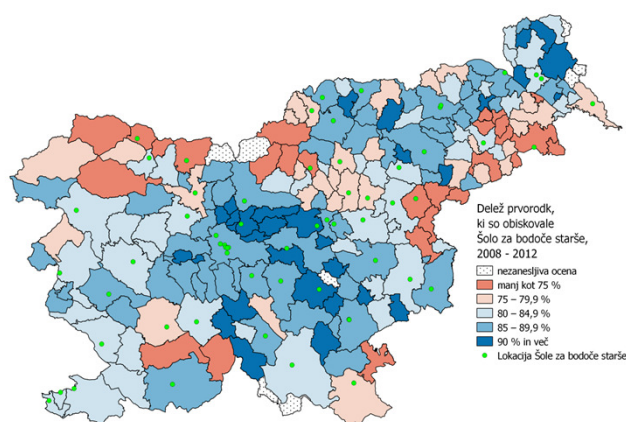 Delež prvorodk,
ki so obiskovale
Šolo za bodoče starše,
2008 - 2012
nezanesljiva ocena
manj kot 75 %
75 – 79,9 %
80 – 84,9 %
85 – 89,9 %
90 % in več
Lokacija Šole za bodoče starše